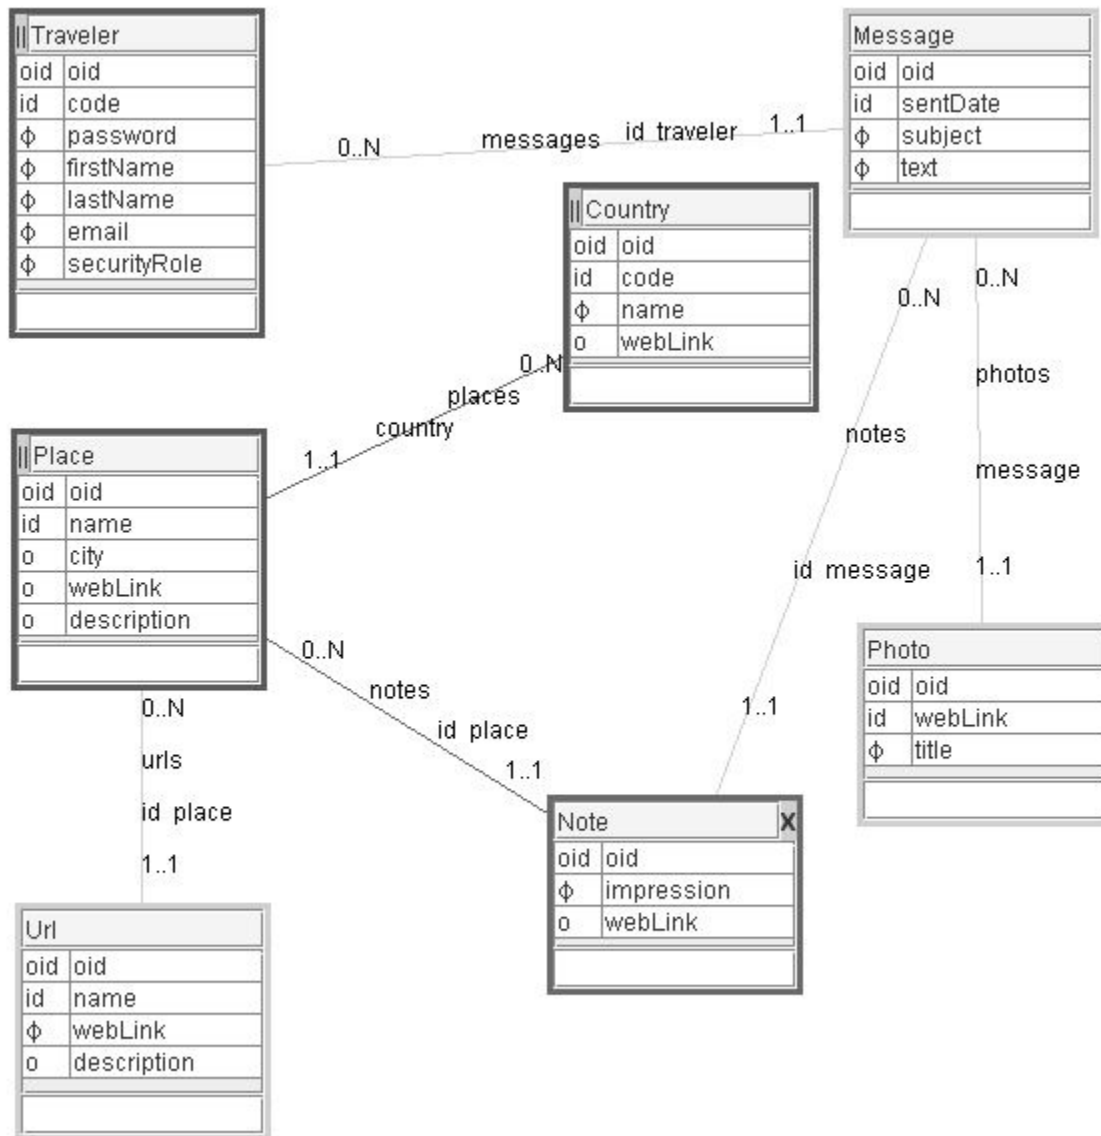 || Traveler
oid oid
id code
ϕ password
ϕ firstName
ϕ lastName
ϕ email
ϕ securityRole
Message
oid oid
id sentDate
ϕ subject
ϕ text
0..N messages id traveler 1..1
|| Country
oid oid
id code
ϕ name
o webLink
0..N
places
country
1..1
|| Place
oid oid
id name
o city
o webLink
o description
0..N
notes
id message
1..1
0..N
photos
message
1..1
Photo
oid oid
id webLink
ϕ title
0..N
notes
id place
1..1
Note X
oid oid
ϕ impression
o webLink
0..N
urls
id place
1..1
Url
oid oid
id name
ϕ webLink
o description